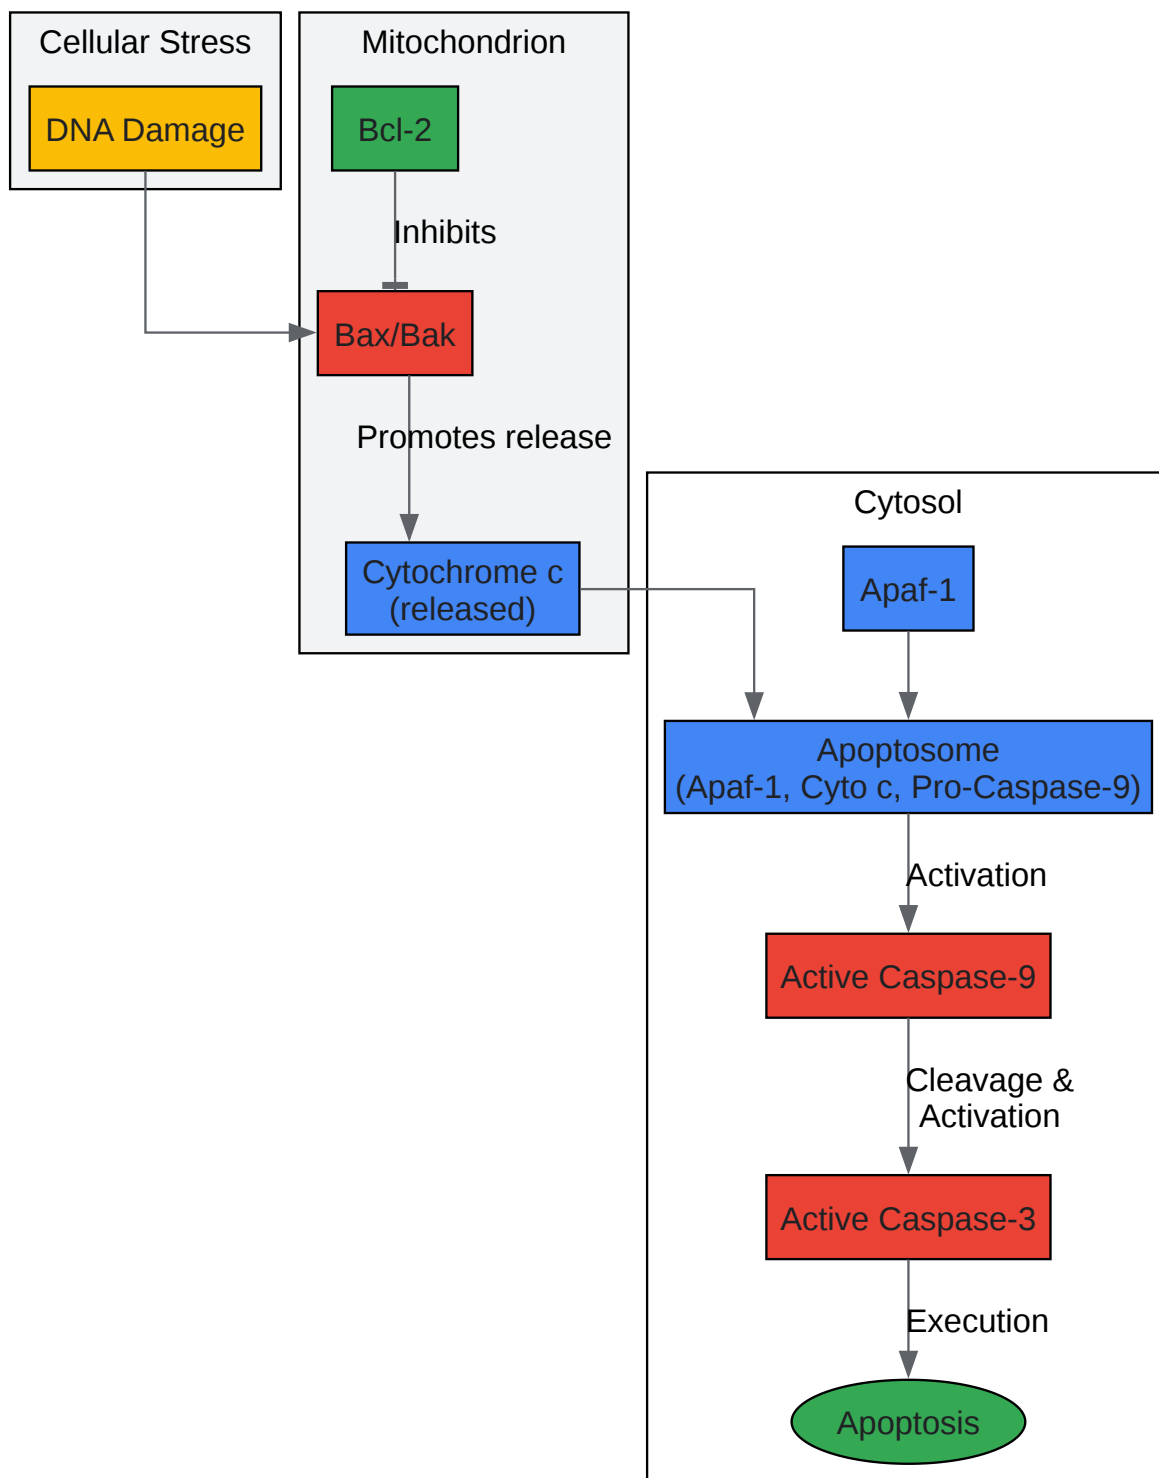 Cellular Stress
DNA Damage
Mitochondrion
Bcl-2
Inhibits
Bax/Bak
Promotes release
Cytochrome c
(released)
Cytosol
Apaf-1
Apoptosome
(Apaf-1, Cyto c, Pro-Caspase-9)
Activation
Active Caspase-9
Cleavage &
Activation
Active Caspase-3
Execution
Apoptosis